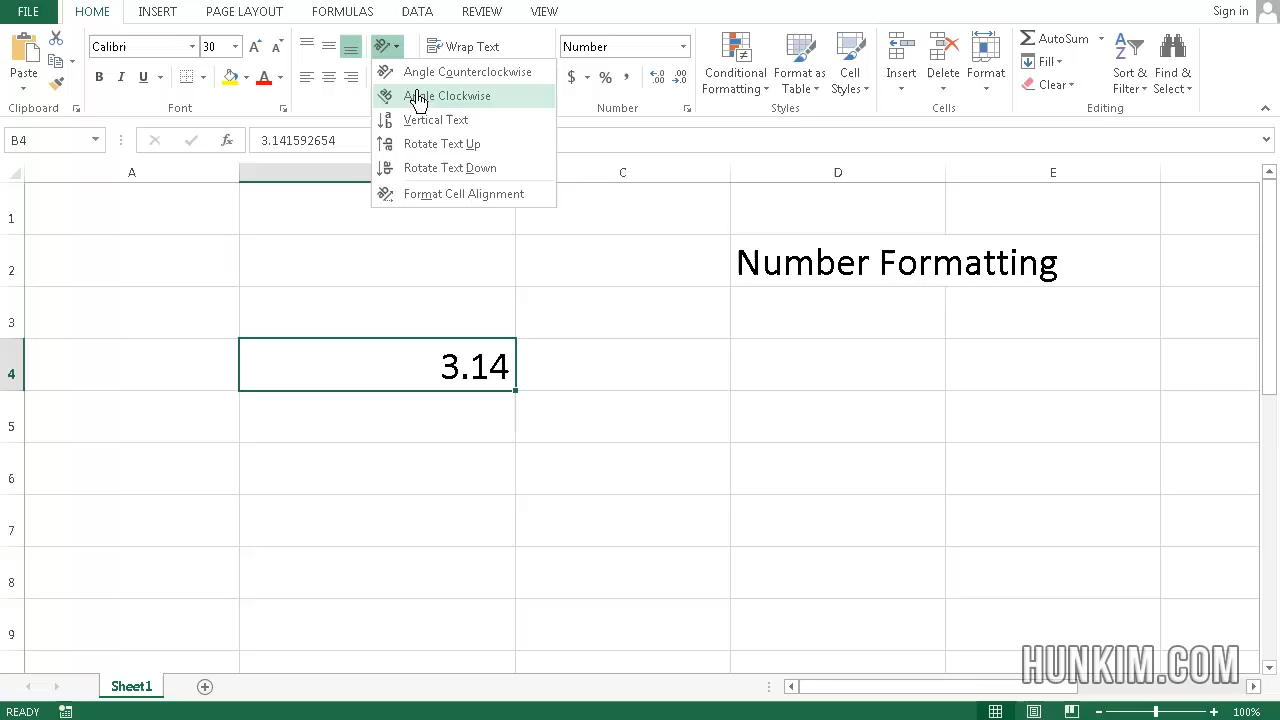 FILE HOME INSERT PAGE LAYOUT FORMULAS DATA REVIEW VIEW Sign in
Calibri 30 A A Wrap Text Number AutoSum
Paste Conditional Format as Cell Insert Delete Format Fill Sort & Find &
B I U A $ % , Formatting Table Styles Clear Filter Select
Clipboard Font Number Styles Cells Editing
Angle Counterclockwise
Angle Clockwise
Vertical Text
Rotate Text Up
Rotate Text Down
Format Cell Alignment
B4 fx 3.141592654
A C D E
1
2 Number Formatting
3
4 3.14
5
6
7
8
9
HUNKIM.COM
Sheet1
READY 100%